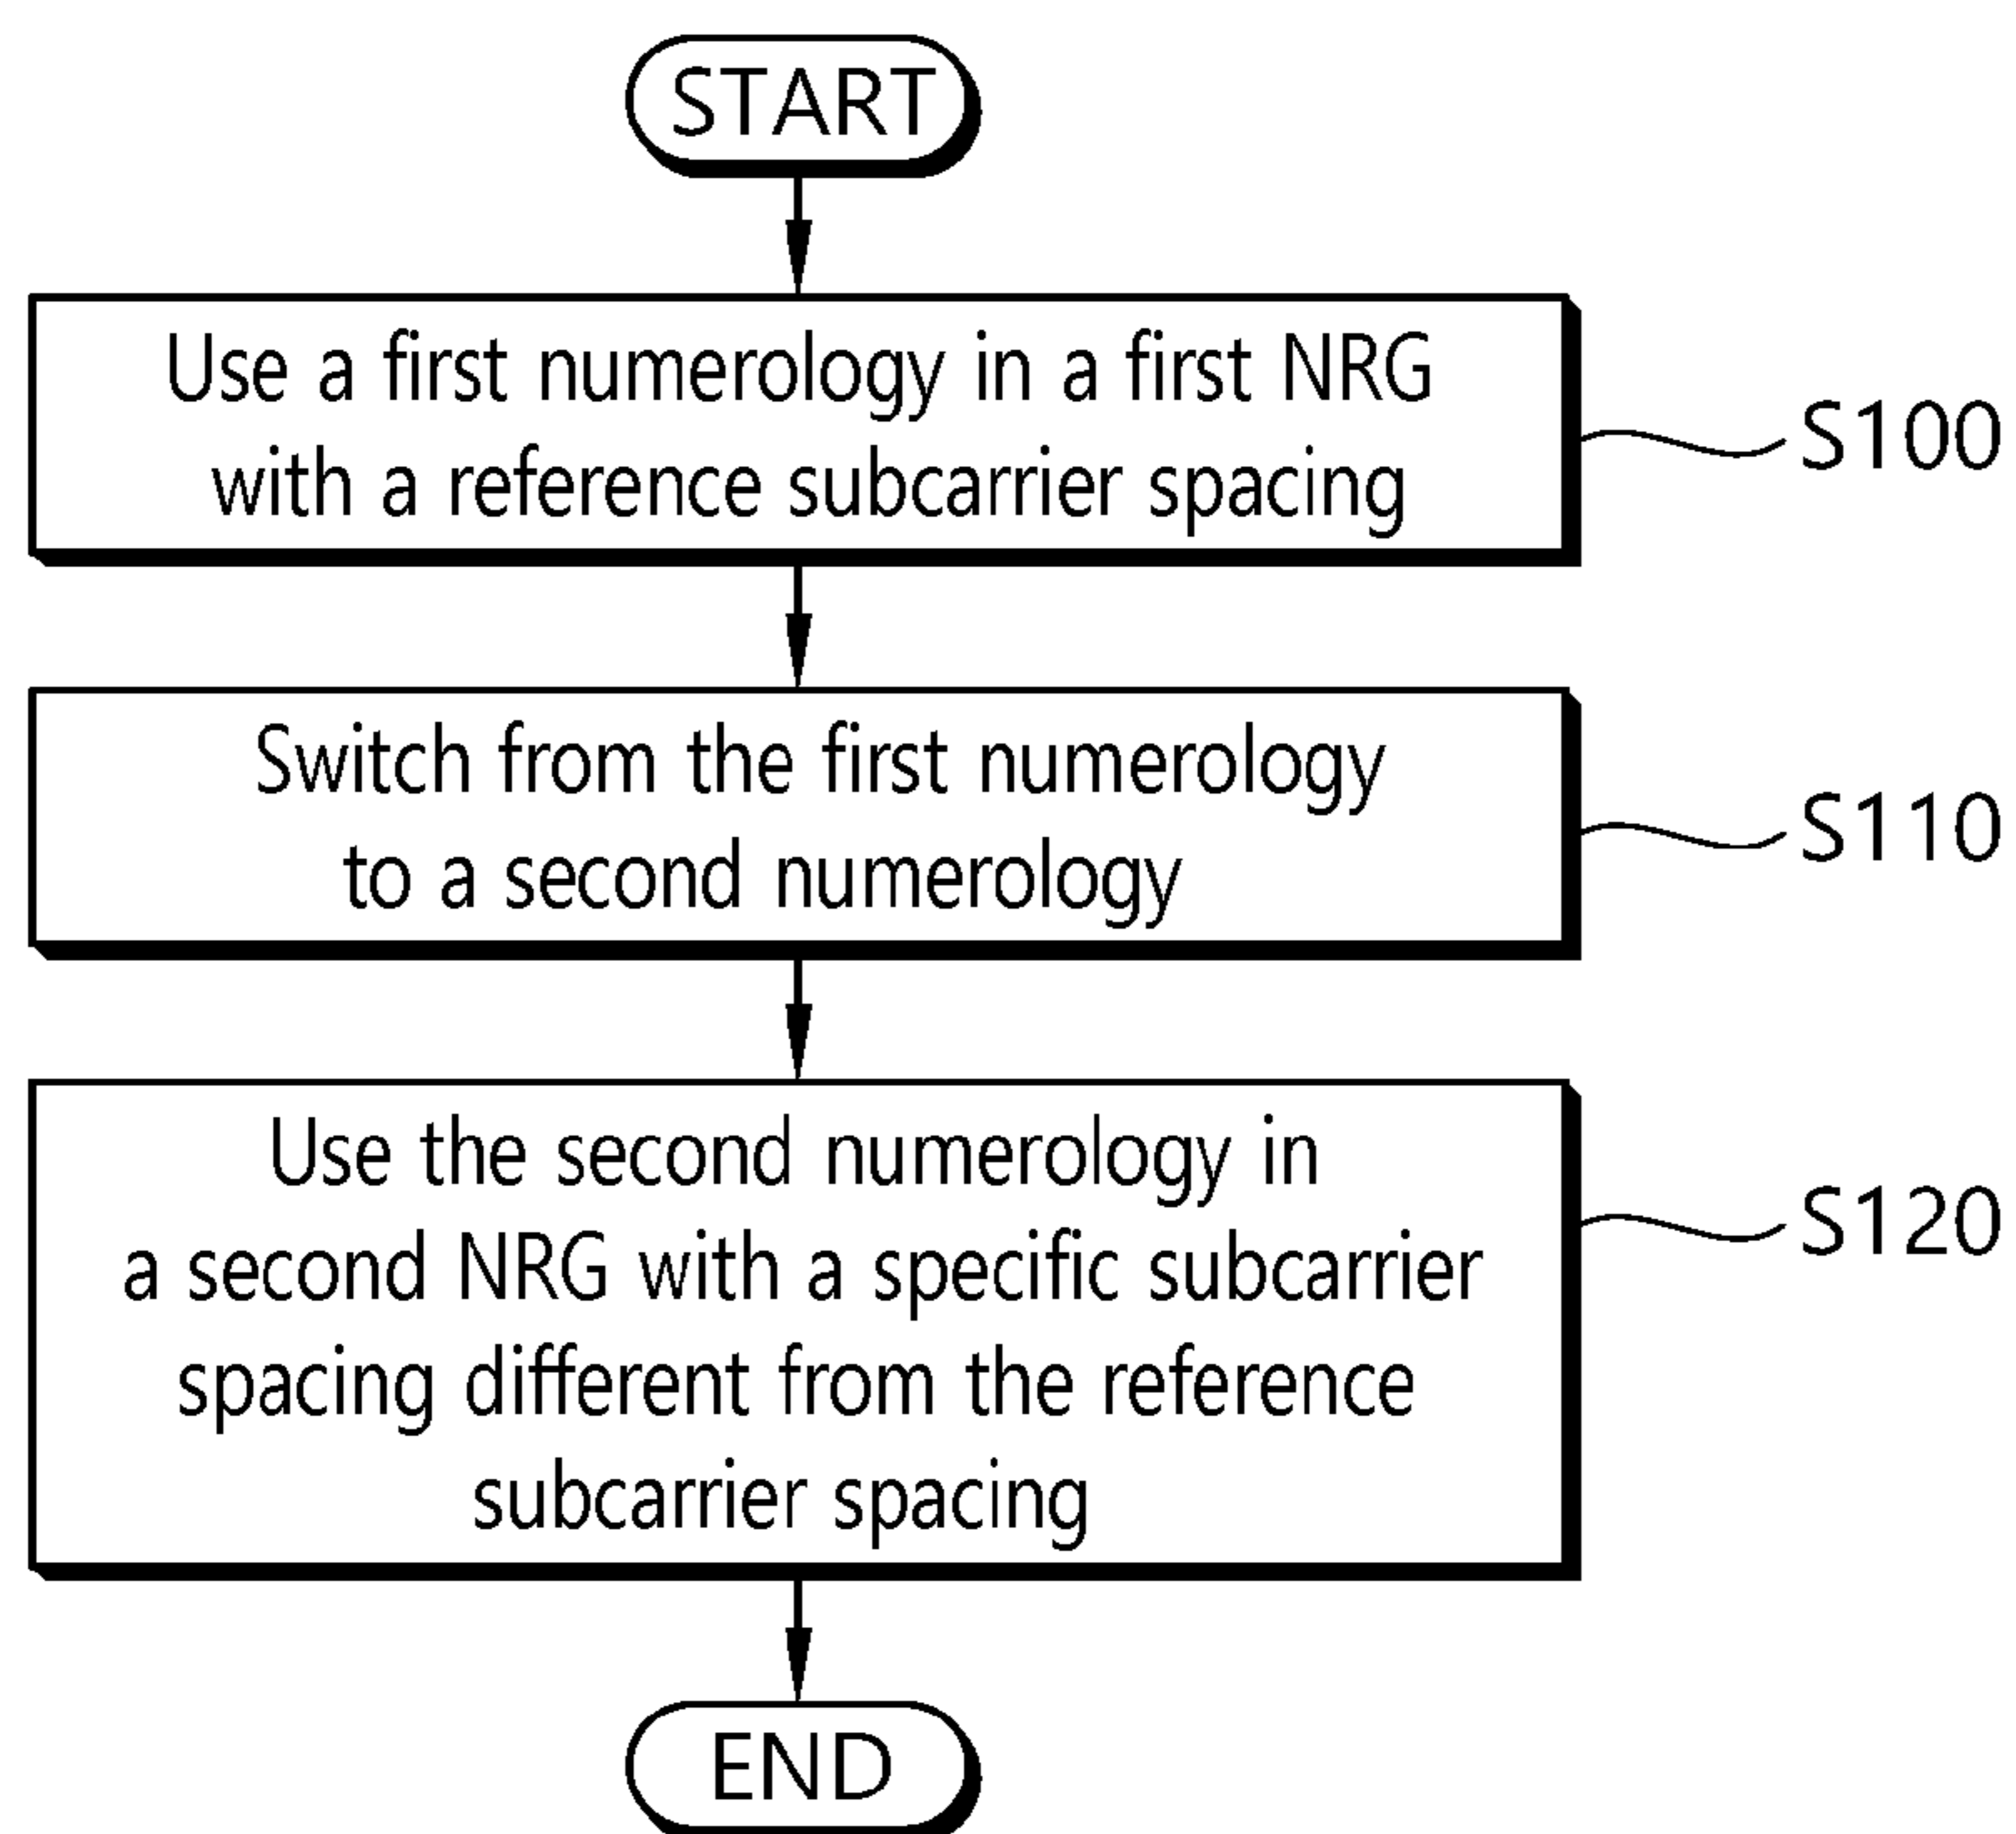 START
Use a first numerology in a first NRG
with a reference subcarrier spacing
S100
Switch from the first numerology
to a second numerology
S110
Use the second numerology in
a second NRG with a specific subcarrier
spacing different from the reference
subcarrier spacing
S120
END